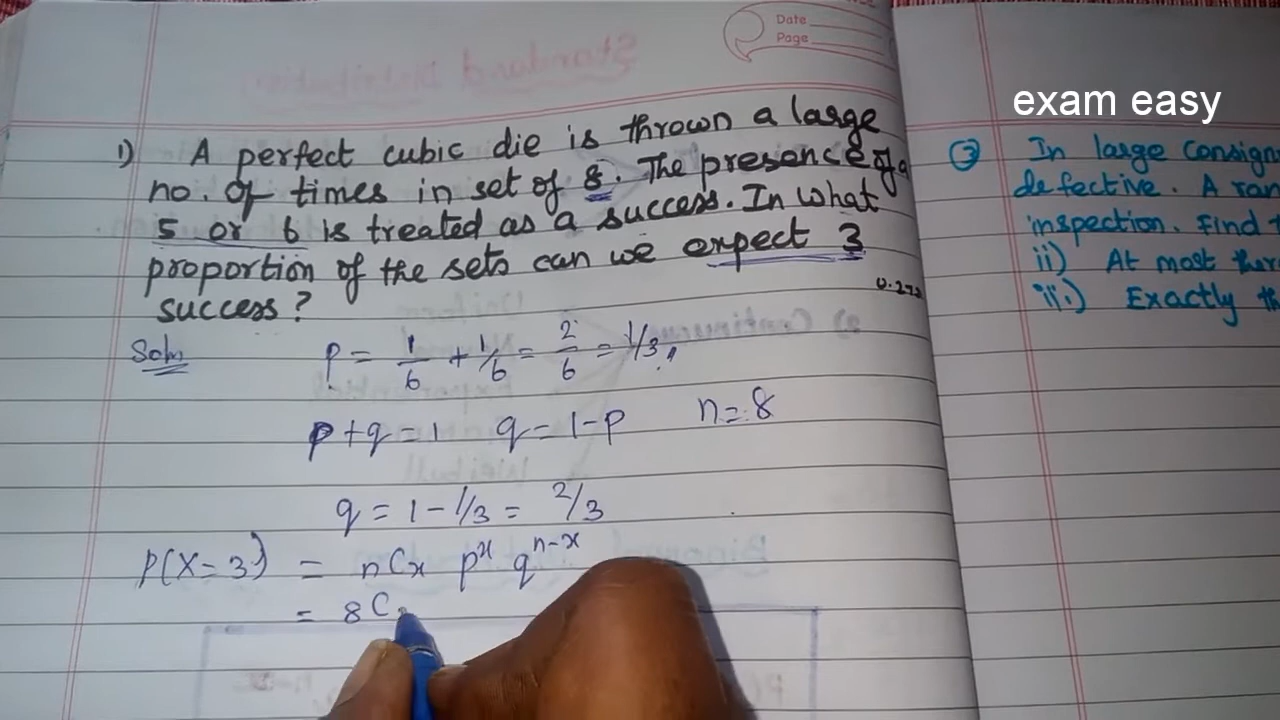 Date
Page
exam easy
1) A perfect cubic die is thrown a large
no. of times in set of 8. The presence of a
5 or 6 is treated as a success. In what
proportion of the sets can we expect 3
success?
Soln
p = 1/6 + 1/6 = 2/6 = 1/3
p + q = 1 q = 1 - p n = 8
q = 1 - 1/3 = 2/3
P(X = 3) = nCx p^x q^n-x
= 8C
② In large consign
defective. A ran
inspection. Find
ii) At most
iii) Exactly